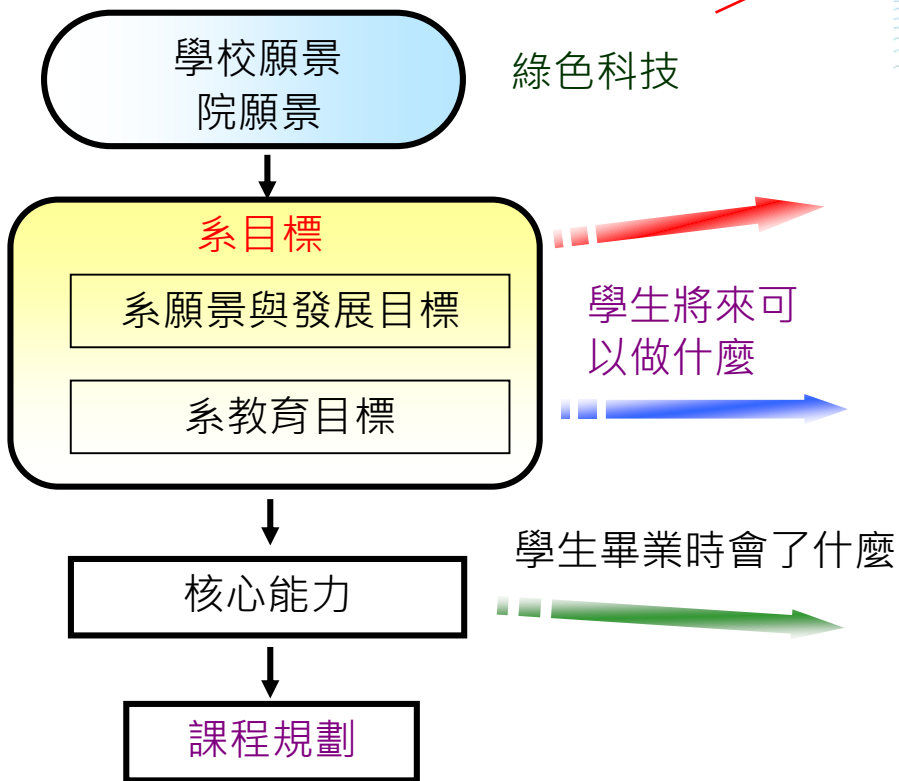 學校願景
院願景
綠色科技
系目標
系願景與發展目標
學生將來可
以做什麼
系教育目標
學生畢業時會了什麼
核心能力
課程規劃